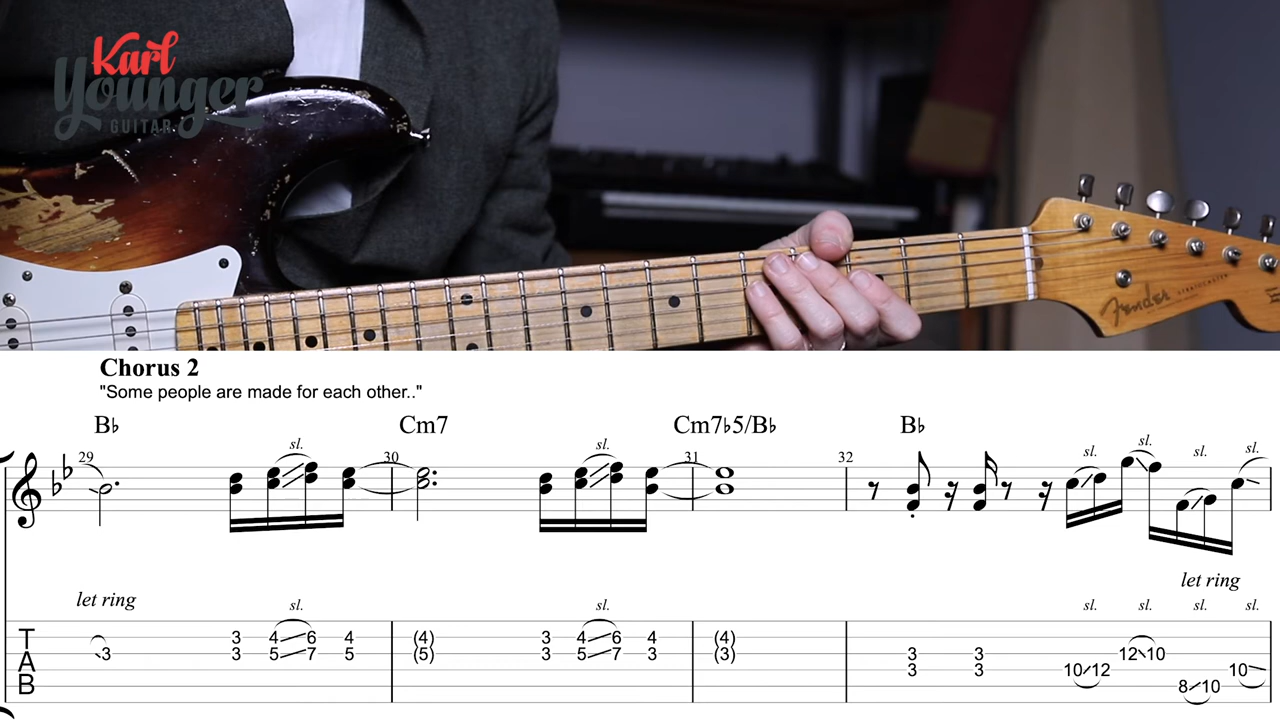 Karl
Younger
GUITAR
Fender
STRATOCASTER
Chorus 2
"Some people are made for each other.."
B♭ Cm7 Cm7♭5/B♭ B♭
29 sl. 30 sl. 31 32 sl. sl. sl. sl.
let ring
let ring
sl. sl. sl. sl. sl. sl.
T 3 4 6 4 (4) 3 4 6 4 (4)
A 3 3 5 7 5 (5) 3 5 7 3 (3) 3 3 12 10
3 3 10 12 10
B 8 10